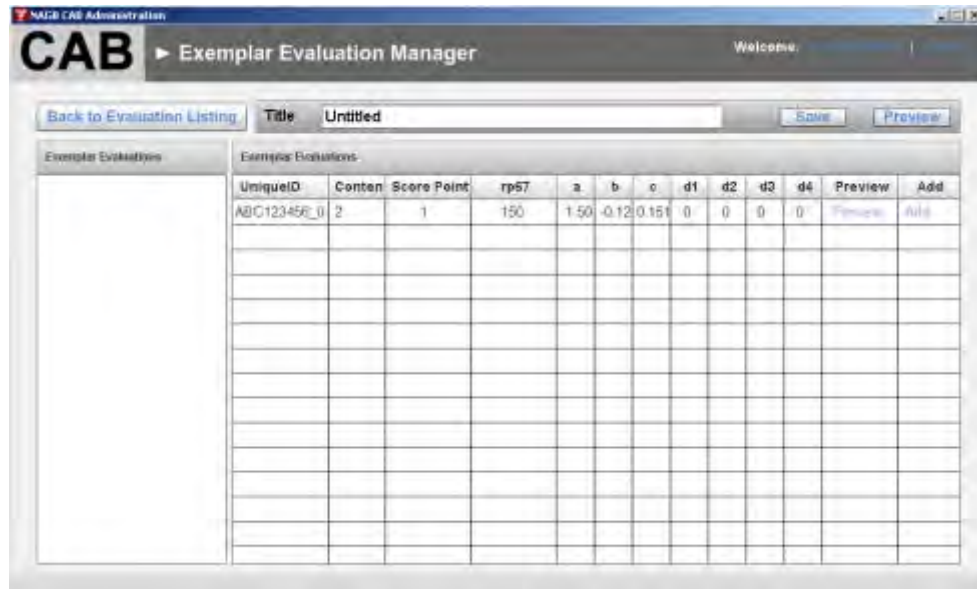 NAGB CAB Administration
CAB ► Exemplar Evaluation Manager Welcome: |
Back to Evaluation Listing Title Untitled Save Preview
Exemplar Evaluations Exemplar Evaluations
UniqueID Conten Score Point rp67 a b c d1 d2 d3 d4 Preview Add
ABC123456_0 2 1 150 1.50 -0.12 0.151 0 0 0 0 Preview Add